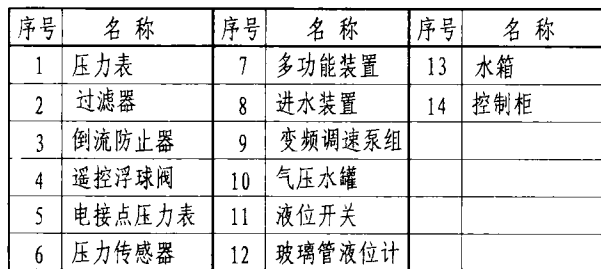 序号 名 称 序号 名 称 序号 名 称
1 压力表 7 多功能装置 13 水箱
2 过滤器 8 进水装置 14 控制柜
3 倒流防止器 9 变频调速泵组
4 遥控浮球阀 10 气压水罐
5 电接点压力表 11 液位开关
6 压力传感器 12 玻璃管液位计